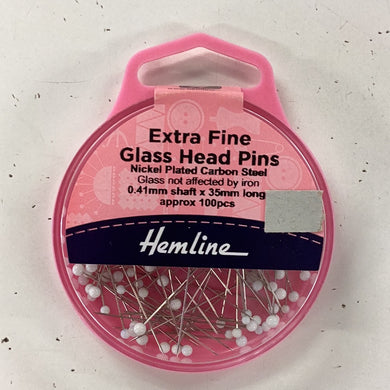 Extra Fine
Glass Head Pins
Nickel Plated Carbon Steel
Glass not affected by iron
0.41mm shaft x 35mm long
approx 100pcs
Hemline